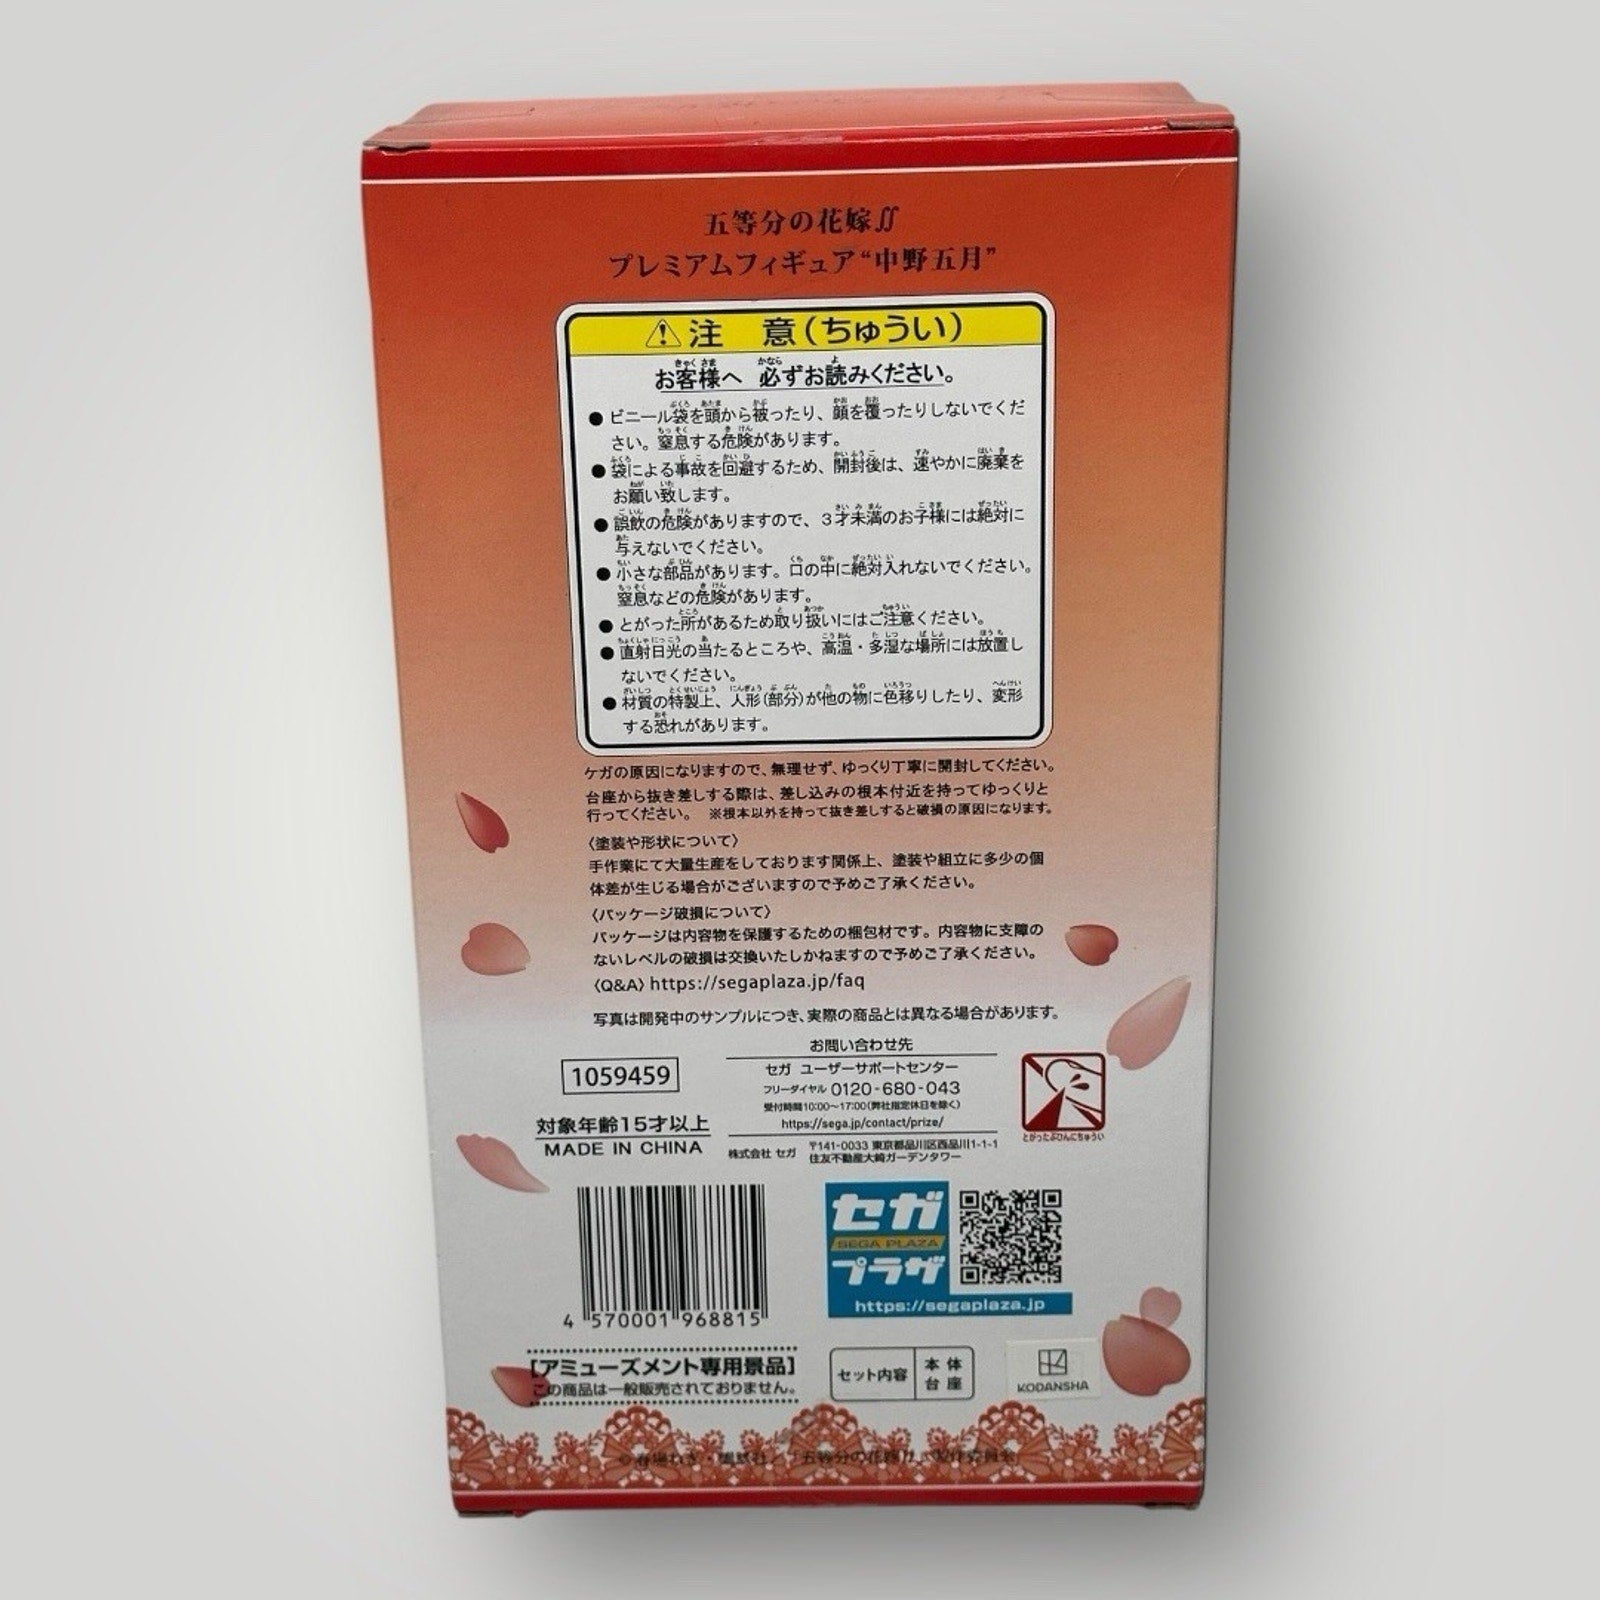 五等分の花嫁∬
プレミアムフィギュア“中野五月”
⚠注 意(ちゅうい)
お客様へ 必ずお読みください。
●ビニール袋を頭から被ったり、顔を覆ったりしないでくだ
さい。窒息する危険があります。
●袋による事故を回避するため、開封後は、速やかに廃棄を
お願い致します。
●誤飲の危険がありますので、3才未満のお子様には絶対に
与えないでください。
●小さな部品があります。口の中に絶対入れないでください。
窒息などの危険があります。
●とがった所があるため取り扱いにはご注意ください。
●直射日光の当たるところや、高温・多湿な場所には放置し
ないでください。
●材質の特製上、人形(部分)が他の物に色移りしたり、変形
する恐れがあります。
ケガの原因になりますので、無理せず、ゆっくり丁寧に開封してください。
台座から抜き差しする際は、差し込みの根本付近を持ってゆっくりと
行ってください。 ※根本以外を持って抜き差しすると破損の原因になります。
〈塗装や形状について〉
手作業にて大量生産をしております関係上、塗装や組立に多少の個
体差が生じる場合がございますので予めご了承ください。
〈パッケージ破損について〉
パッケージは内容物を保護するための梱包材です。内容物に支障の
ないレベルの破損は交換いたしかねますので予めご了承ください。
〈Q&A〉https://segaplaza.jp/faq
写真は開発中のサンプルにつき、実際の商品とは異なる場合があります。
お問い合わせ先
1059459
セガ ユーザーサポートセンター
フリーダイヤル 0120-680-043
受付時間10:00〜17:00(弊社指定休日を除く)
https://sega.jp/contact/prize/
とがったぶひんにちゅうい
対象年齢15才以上
MADE IN CHINA
株式会社 セガ 〒141-0033 東京都品川区西品川1-1-1
住友不動産大崎ガーデンタワー
セガ
SEGA PLAZA
プラザ
https://segaplaza.jp
4 570001 968815
[アミューズメント専用景品]
この商品は一般販売されておりません。
セット内容 本体 台座
KODANSHA
©春場ねぎ・講談社／「五等分の花嫁∬」製作委員会